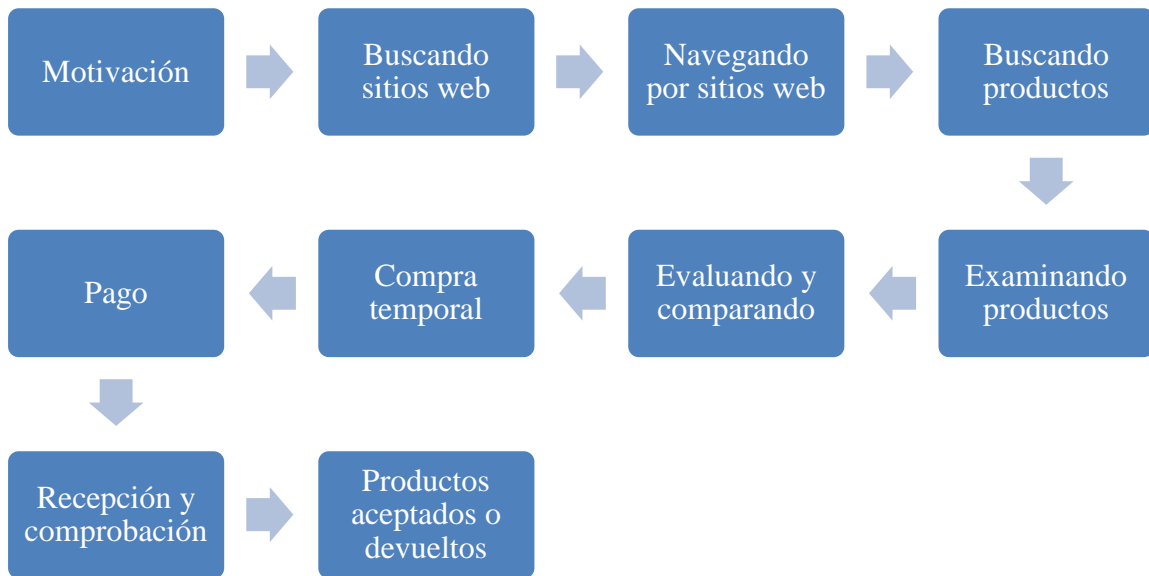 Motivación
Buscando
sitios web
Navegando
por sitios web
Buscando
productos
Examinando
productos
Evaluando y
comparando
Compra
temporal
Pago
Recepción y
comprobación
Productos
aceptados o
devueltos